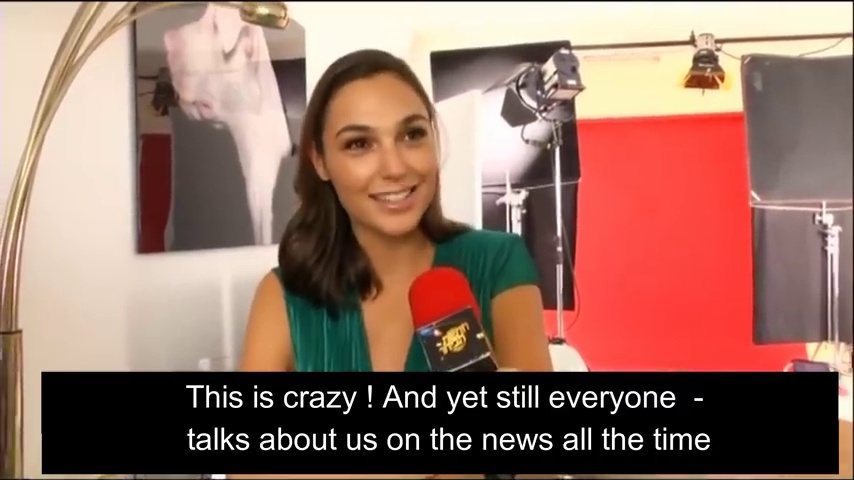 This is crazy ! And yet still everyone -
talks about us on the news all the time